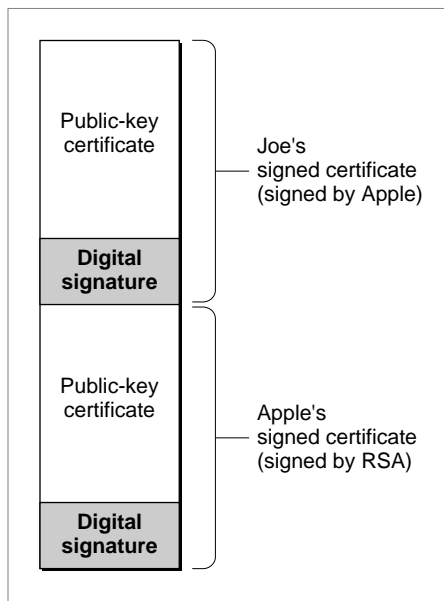 Public-key
certificate
Joe's
signed certificate
(signed by Apple)
Digital
signature
Public-key
certificate
Apple's
signed certificate
(signed by RSA)
Digital
signature